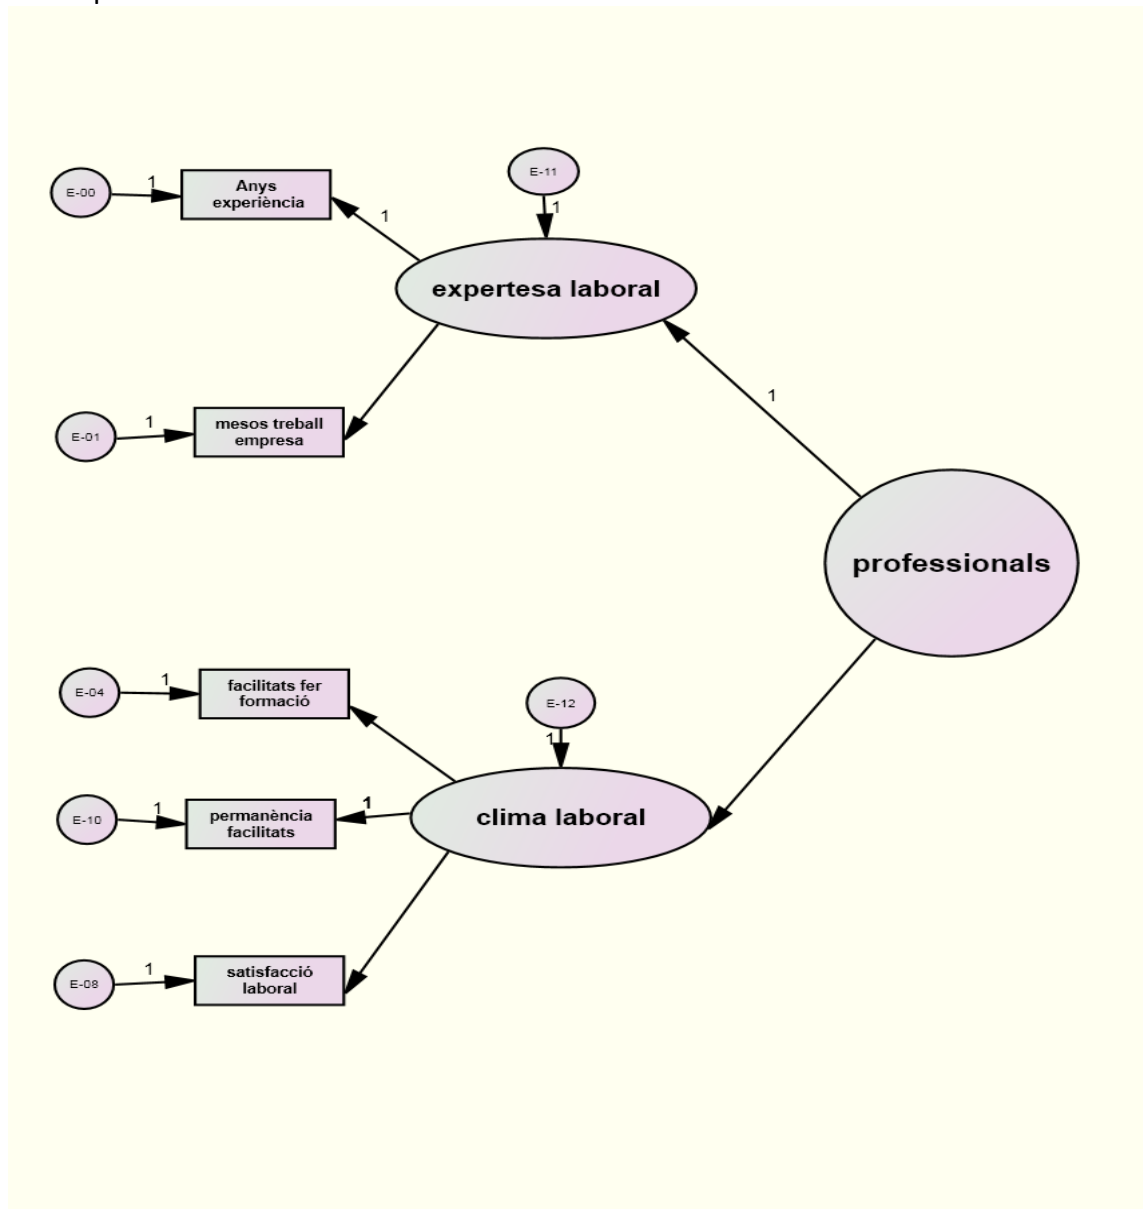 E-00
1
Anys
experiència
1
E-11
1
expertesa laboral
E-01
1
mesos treball
empresa
1
professionals
E-04
1
facilitats fer
formació
E-12
1
E-10
1
permanència
facilitats
1
clima laboral
E-08
1
satisfacció
laboral